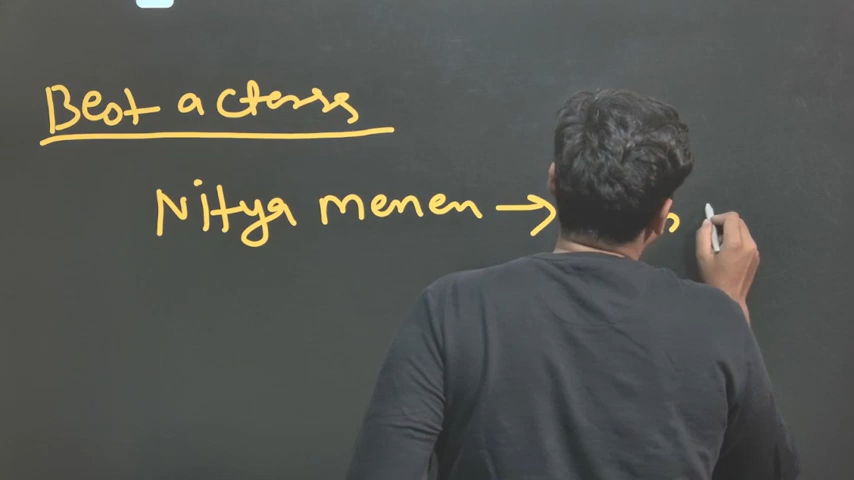 Best actress
Nitya menen →